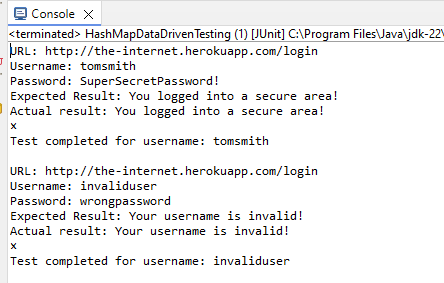 Console
<terminated> HashMapDataDrivenTesting (1) [JUnit] C:\Program Files\Java\jdk-22\
URL: http://the-internet.herokuapp.com/login
Username: tomsmith
Password: SuperSecretPassword!
Expected Result: You logged into a secure area!
Actual result: You logged into a secure area!
x
Test completed for username: tomsmith

URL: http://the-internet.herokuapp.com/login
Username: invaliduser
Password: wrongpassword
Expected Result: Your username is invalid!
Actual result: Your username is invalid!
x
Test completed for username: invaliduser